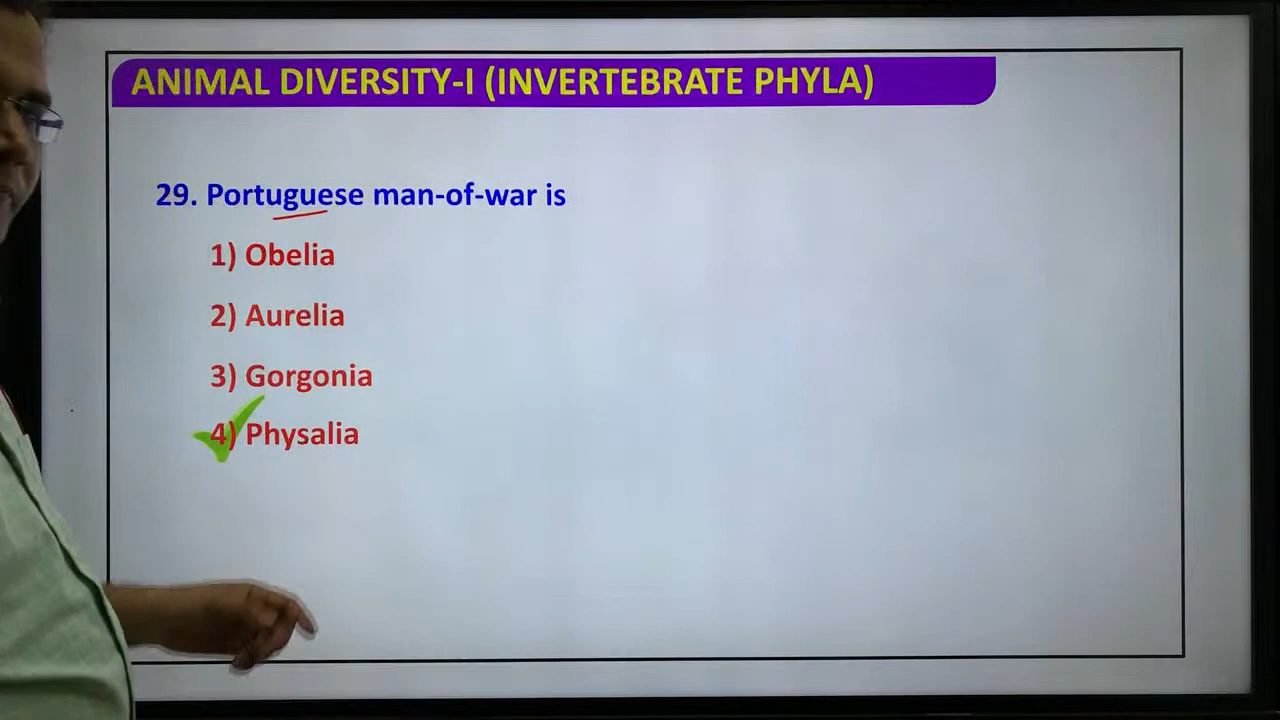 ANIMAL DIVERSITY-I (INVERTEBRATE PHYLA)
29. Portuguese man-of-war is
1) Obelia
2) Aurelia
3) Gorgonia
4) Physalia